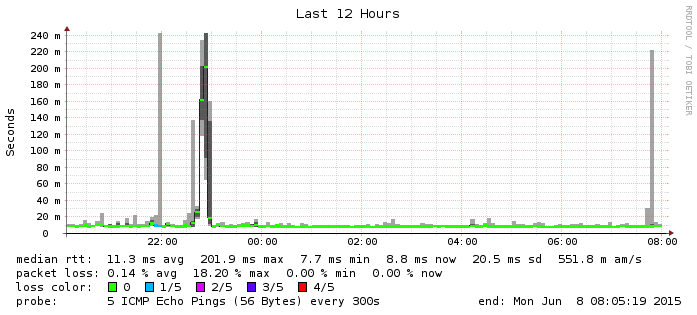 Last 12 Hours
RRDTOOL / TOBI OETIKER
Seconds
240 m
220 m
200 m
180 m
160 m
140 m
120 m
100 m
80 m
60 m
40 m
20 m
0
22:00 00:00 02:00 04:00 06:00 08:00
median rtt: 11.3 ms avg 201.9 ms max 7.7 ms min 8.8 ms now 20.5 ms sd 551.8 m am/s
packet loss: 0.14 % avg 18.20 % max 0.00 % min 0.00 % now
loss color: 0 1/5 2/5 3/5 4/5
probe: 5 ICMP Echo Pings (56 Bytes) every 300s end: Mon Jun 8 08:05:19 2015